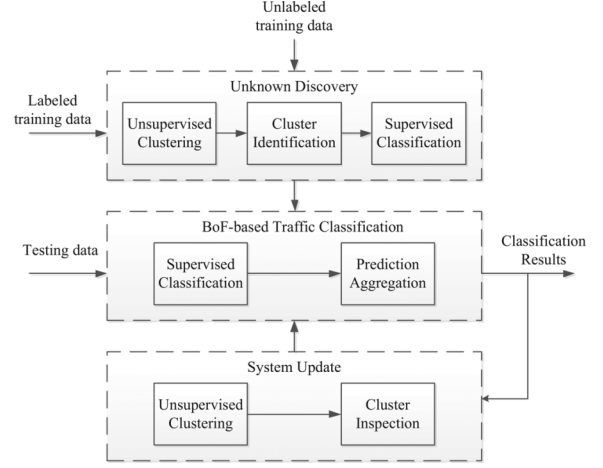 Unlabeled
training data
Unknown Discovery
Labeled
training data
Unsupervised
Clustering
Cluster
Identification
Supervised
Classification
BoF-based Traffic Classification
Testing data
Supervised
Classification
Prediction
Aggregation
Classification
Results
System Update
Unsupervised
Clustering
Cluster
Inspection